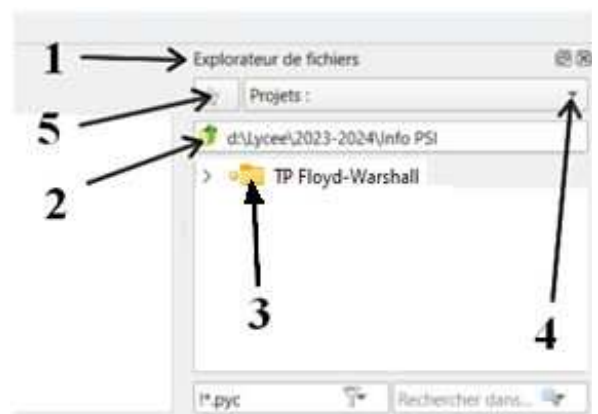 1 Explorateur de fichiers
5 Projets :
2 d:\Lycee\2023-2024\Info PSI
TP Floyd-Warshall
3
4
!*.pyc Rechercher dans...